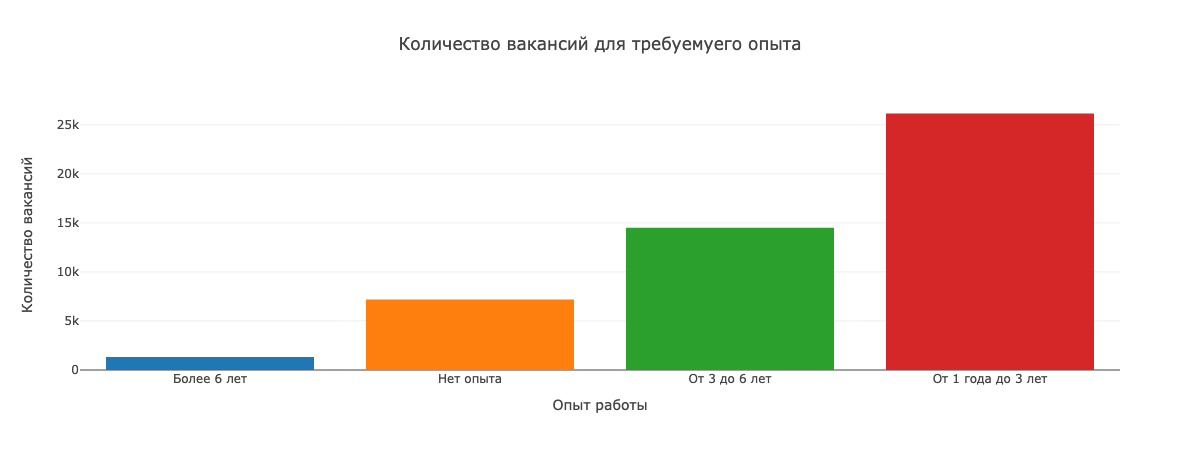 Количество вакансий для требуемуего опыта
Количество вакансий
25k
20k
15k
10k
5k
0
Более 6 лет
Нет опыта
От 3 до 6 лет
От 1 года до 3 лет
Опыт работы